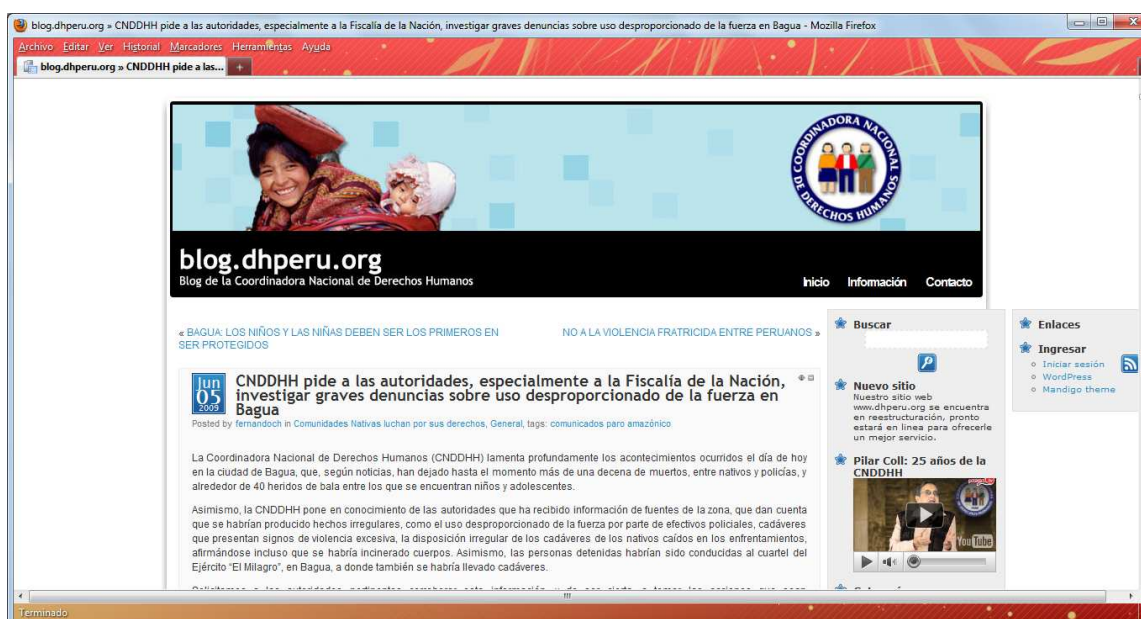 blog.dhperu.org » CNDDHH pide a las autoridades, especialmente a la Fiscalía de la Nación, investigar graves denuncias sobre uso desproporcionado de la fuerza en Bagua - Mozilla Firefox
Archivo Editar Ver Historial Marcadores Herramientas Ayuda
blog.dhperu.org » CNDDHH pide a las...
COORDINADORA NACIONAL DE DERECHOS HUMANOS
blog.dhperu.org
Blog de la Coordinadora Nacional de Derechos Humanos
Inicio Información Contacto
« BAGUA: LOS NIÑOS Y LAS NIÑAS DEBEN SER LOS PRIMEROS EN
SER PROTEGIDOS
NO A LA VIOLENCIA FRATRICIDA ENTRE PERUANOS »
Jun
05
2009
CNDDHH pide a las autoridades, especialmente a la Fiscalía de la Nación,
investigar graves denuncias sobre uso desproporcionado de la fuerza en
Bagua
Posted by fernandoch in Comunidades Nativas luchan por sus derechos, General, tags: comunicados paro amazónico
La Coordinadora Nacional de Derechos Humanos (CNDDHH) lamenta profundamente los acontecimientos ocurridos el día de hoy
en la ciudad de Bagua, que, según noticias, han dejado hasta el momento más de una decena de muertos, entre nativos y policías, y
alrededor de 40 heridos de bala entre los que se encuentran niños y adolescentes.
Asimismo, la CNDDHH pone en conocimiento de las autoridades que ha recibido información de fuentes de la zona, que dan cuenta
que se habrían producido hechos irregulares, como el uso desproporcionado de la fuerza por parte de efectivos policiales, cadáveres
que presentan signos de violencia excesiva, la disposición irregular de los cadáveres de los nativos caídos en los enfrentamientos,
afirmándose incluso que se habría incinerado cuerpos. Asimismo, las personas detenidas habrían sido conducidas al cuartel del
Ejército "El Milagro", en Bagua, a donde también se habría llevado cadáveres.
Buscar
Nuevo sitio
Nuestro sitio web
www.dhperu.org se encuentra
en reestructuración, pronto
estará en linea para ofrecerle
un mejor servicio.
Pilar Coll: 25 años de la
CNDDHH
YouTube
Enlaces
Ingresar
Iniciar sesión
WordPress
Mandigo theme
Terminado